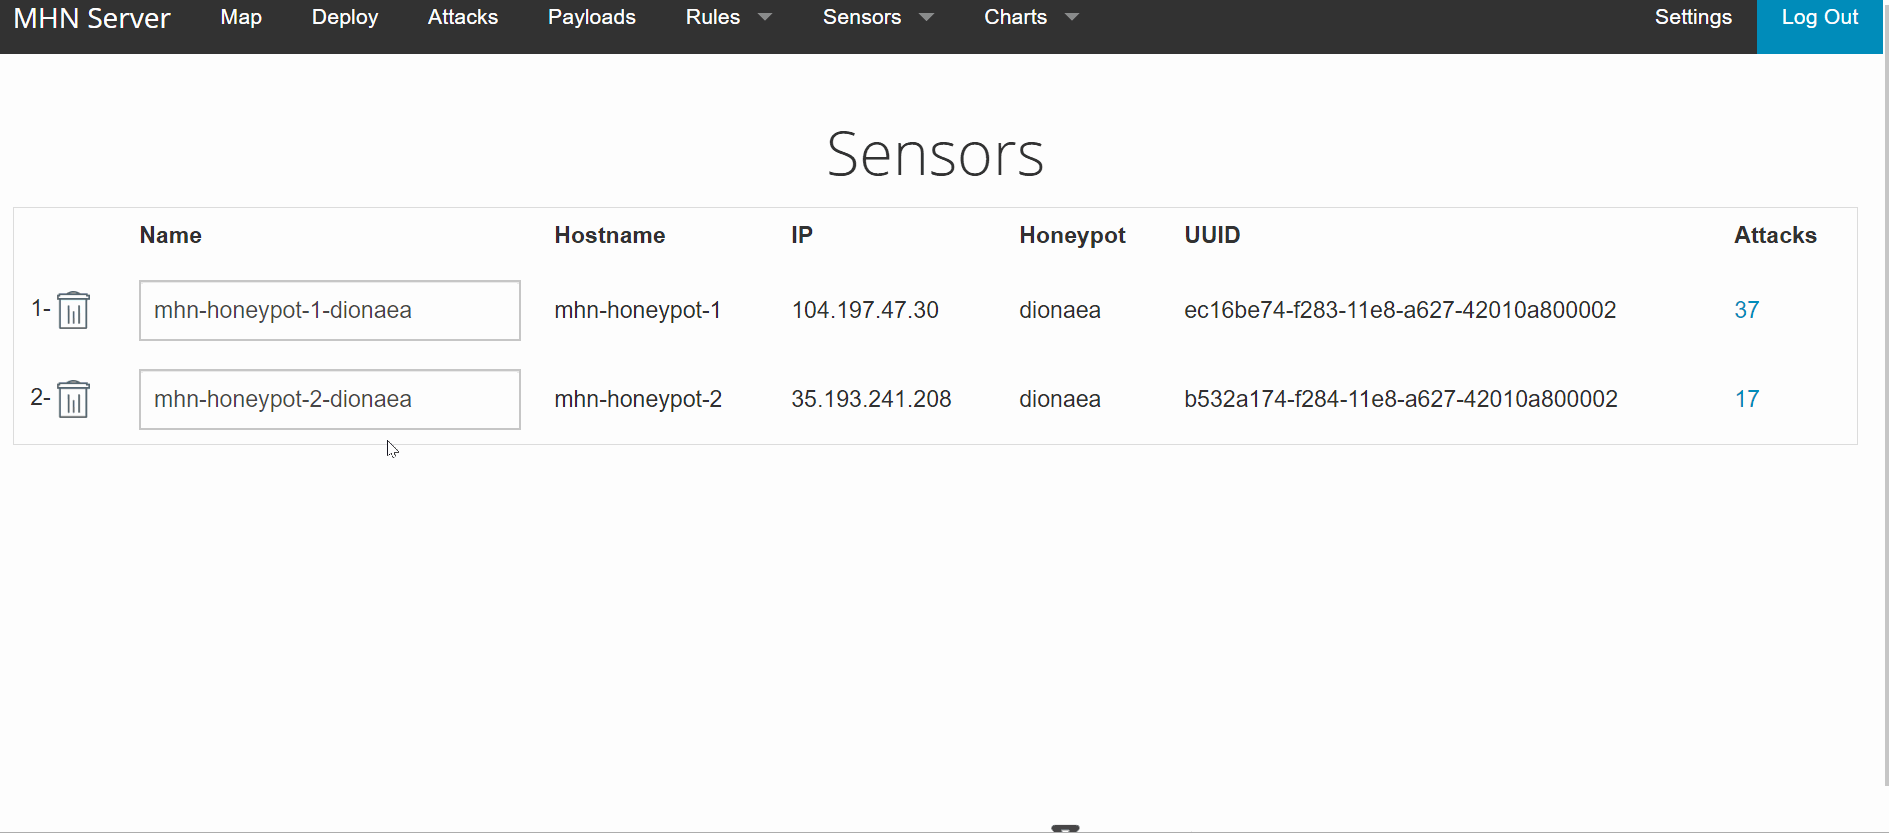 MHN Server Map Deploy Attacks Payloads Rules Sensors Charts Settings Log Out
Sensors
Name Hostname IP Honeypot UUID Attacks
1- mhn-honeypot-1-dionaea mhn-honeypot-1 104.197.47.30 dionaea ec16be74-f283-11e8-a627-42010a800002 37
2- mhn-honeypot-2-dionaea mhn-honeypot-2 35.193.241.208 dionaea b532a174-f284-11e8-a627-42010a800002 17